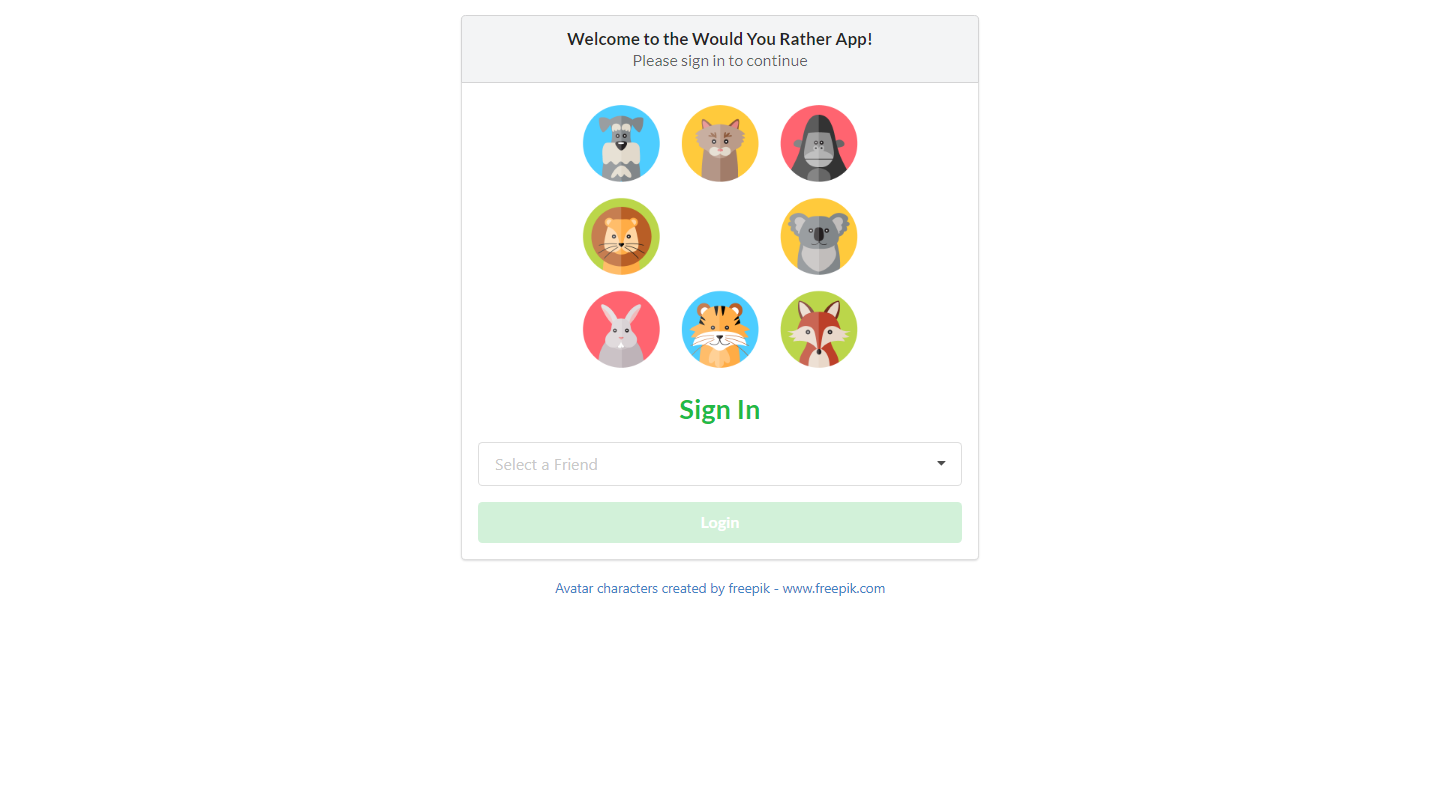 Welcome to the Would You Rather App!
Please sign in to continue
Sign In
Select a Friend
Login
Avatar characters created by freepik - www.freepik.com